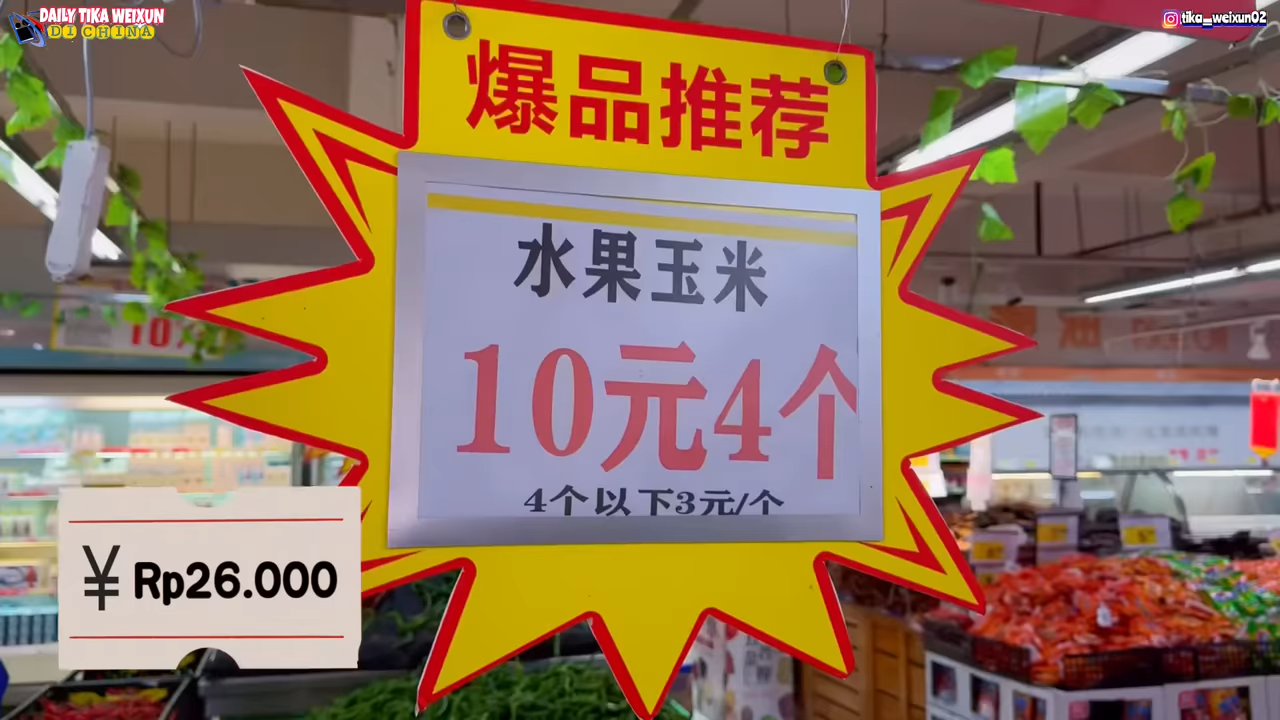 DAILY TIKA WEIXUN
DI CHINA
tika_weixun02
爆品推荐
水果玉米
10元4个
4个以下3元/个
¥ Rp26.000